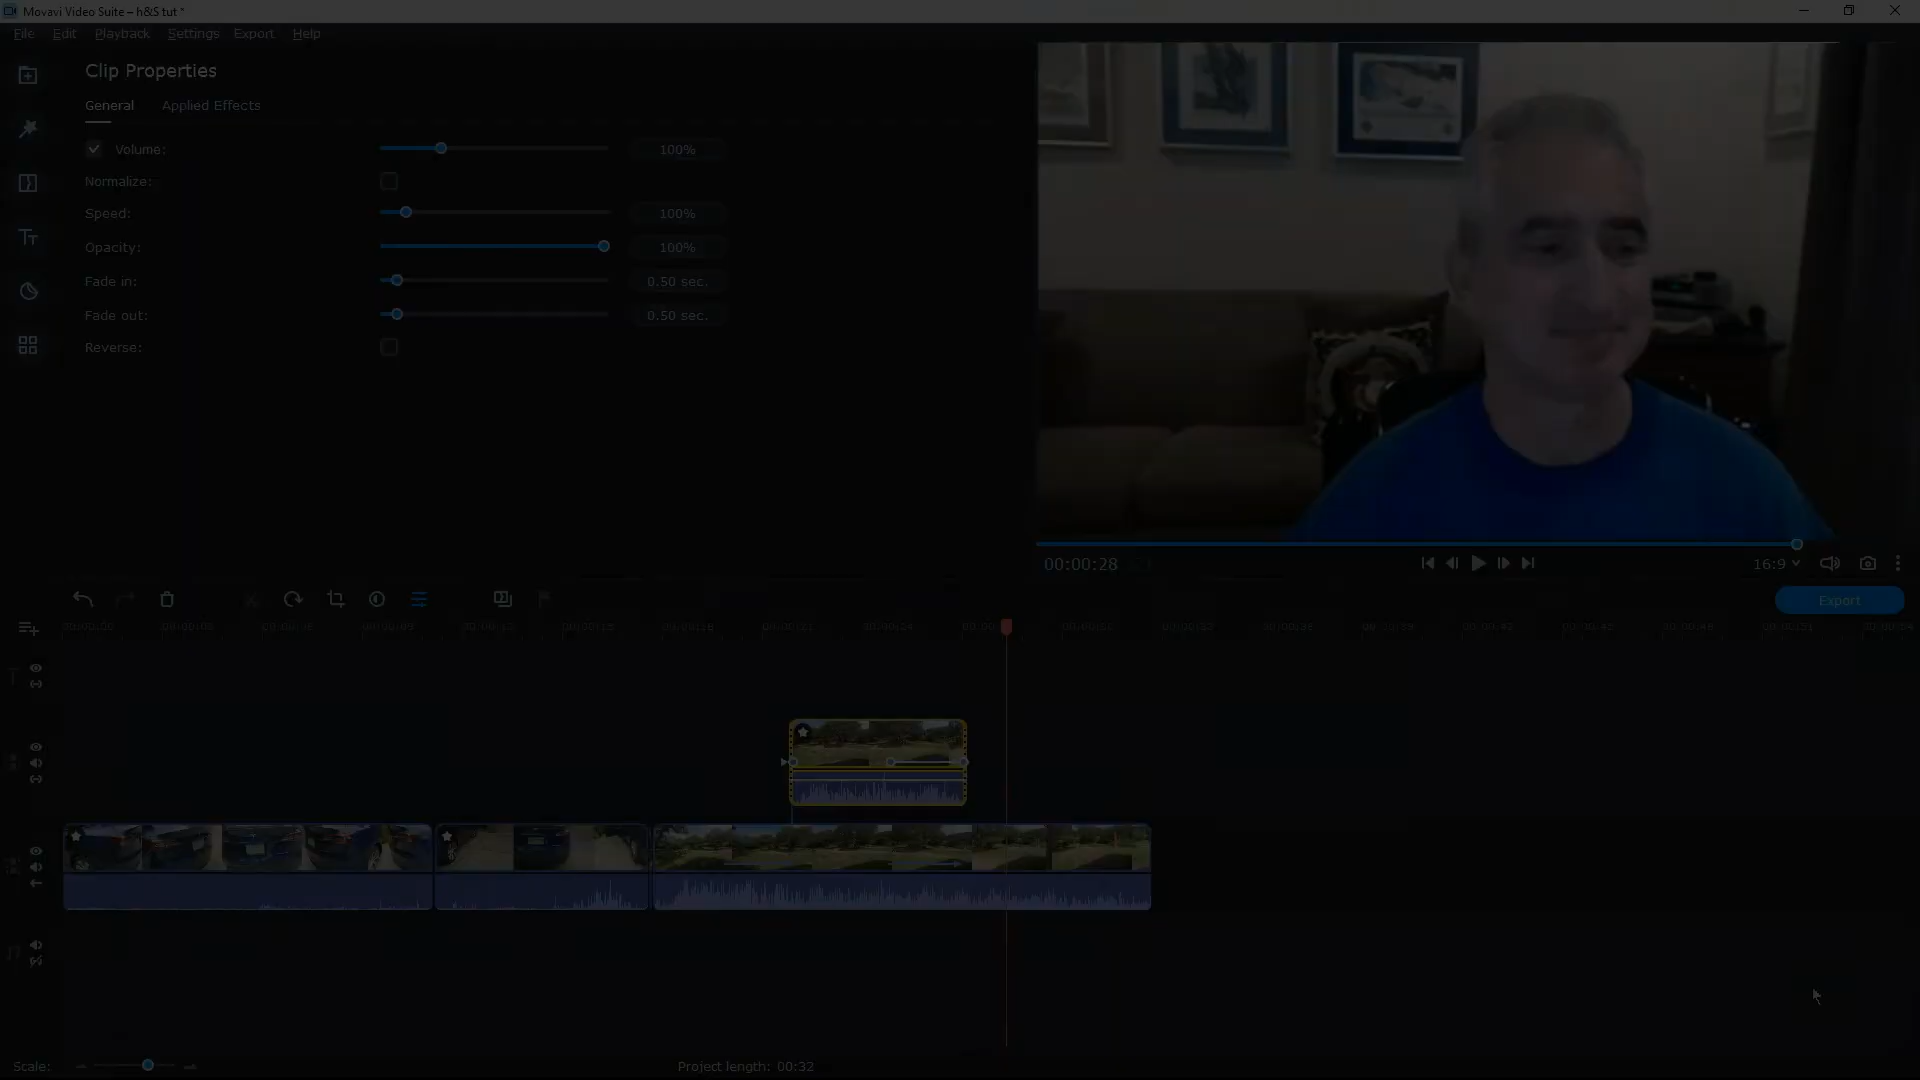 Movavi Video Suite – h&S tut *
File Edit Playback Settings Export Help
Clip Properties
General Applied Effects
Volume: 100%
Normalize:
Speed: 100%
Opacity: 100%
Fade in: 0.50 sec.
Fade out: 0.50 sec.
Reverse:
00:00:28
16:9
Export
Scale:
Project length: 00:32